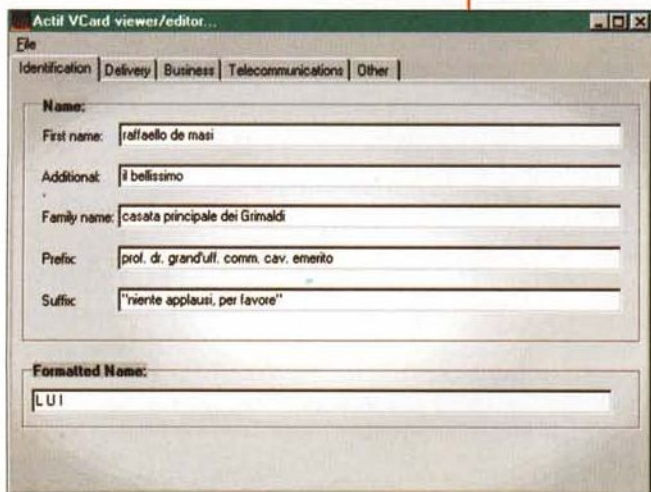 Actif VCard viewer/editor...
File
Identification Delivery Business Telecommunications Other
Name:
First name: raffaello de masi
Additional: il bellissimo
Family name: casata principale dei Grimaldi
Prefix: prof. dr. grand'uff. comm. cav. emerito
Suffix: "niente applausi, per favore"
Formatted Name:
L U I